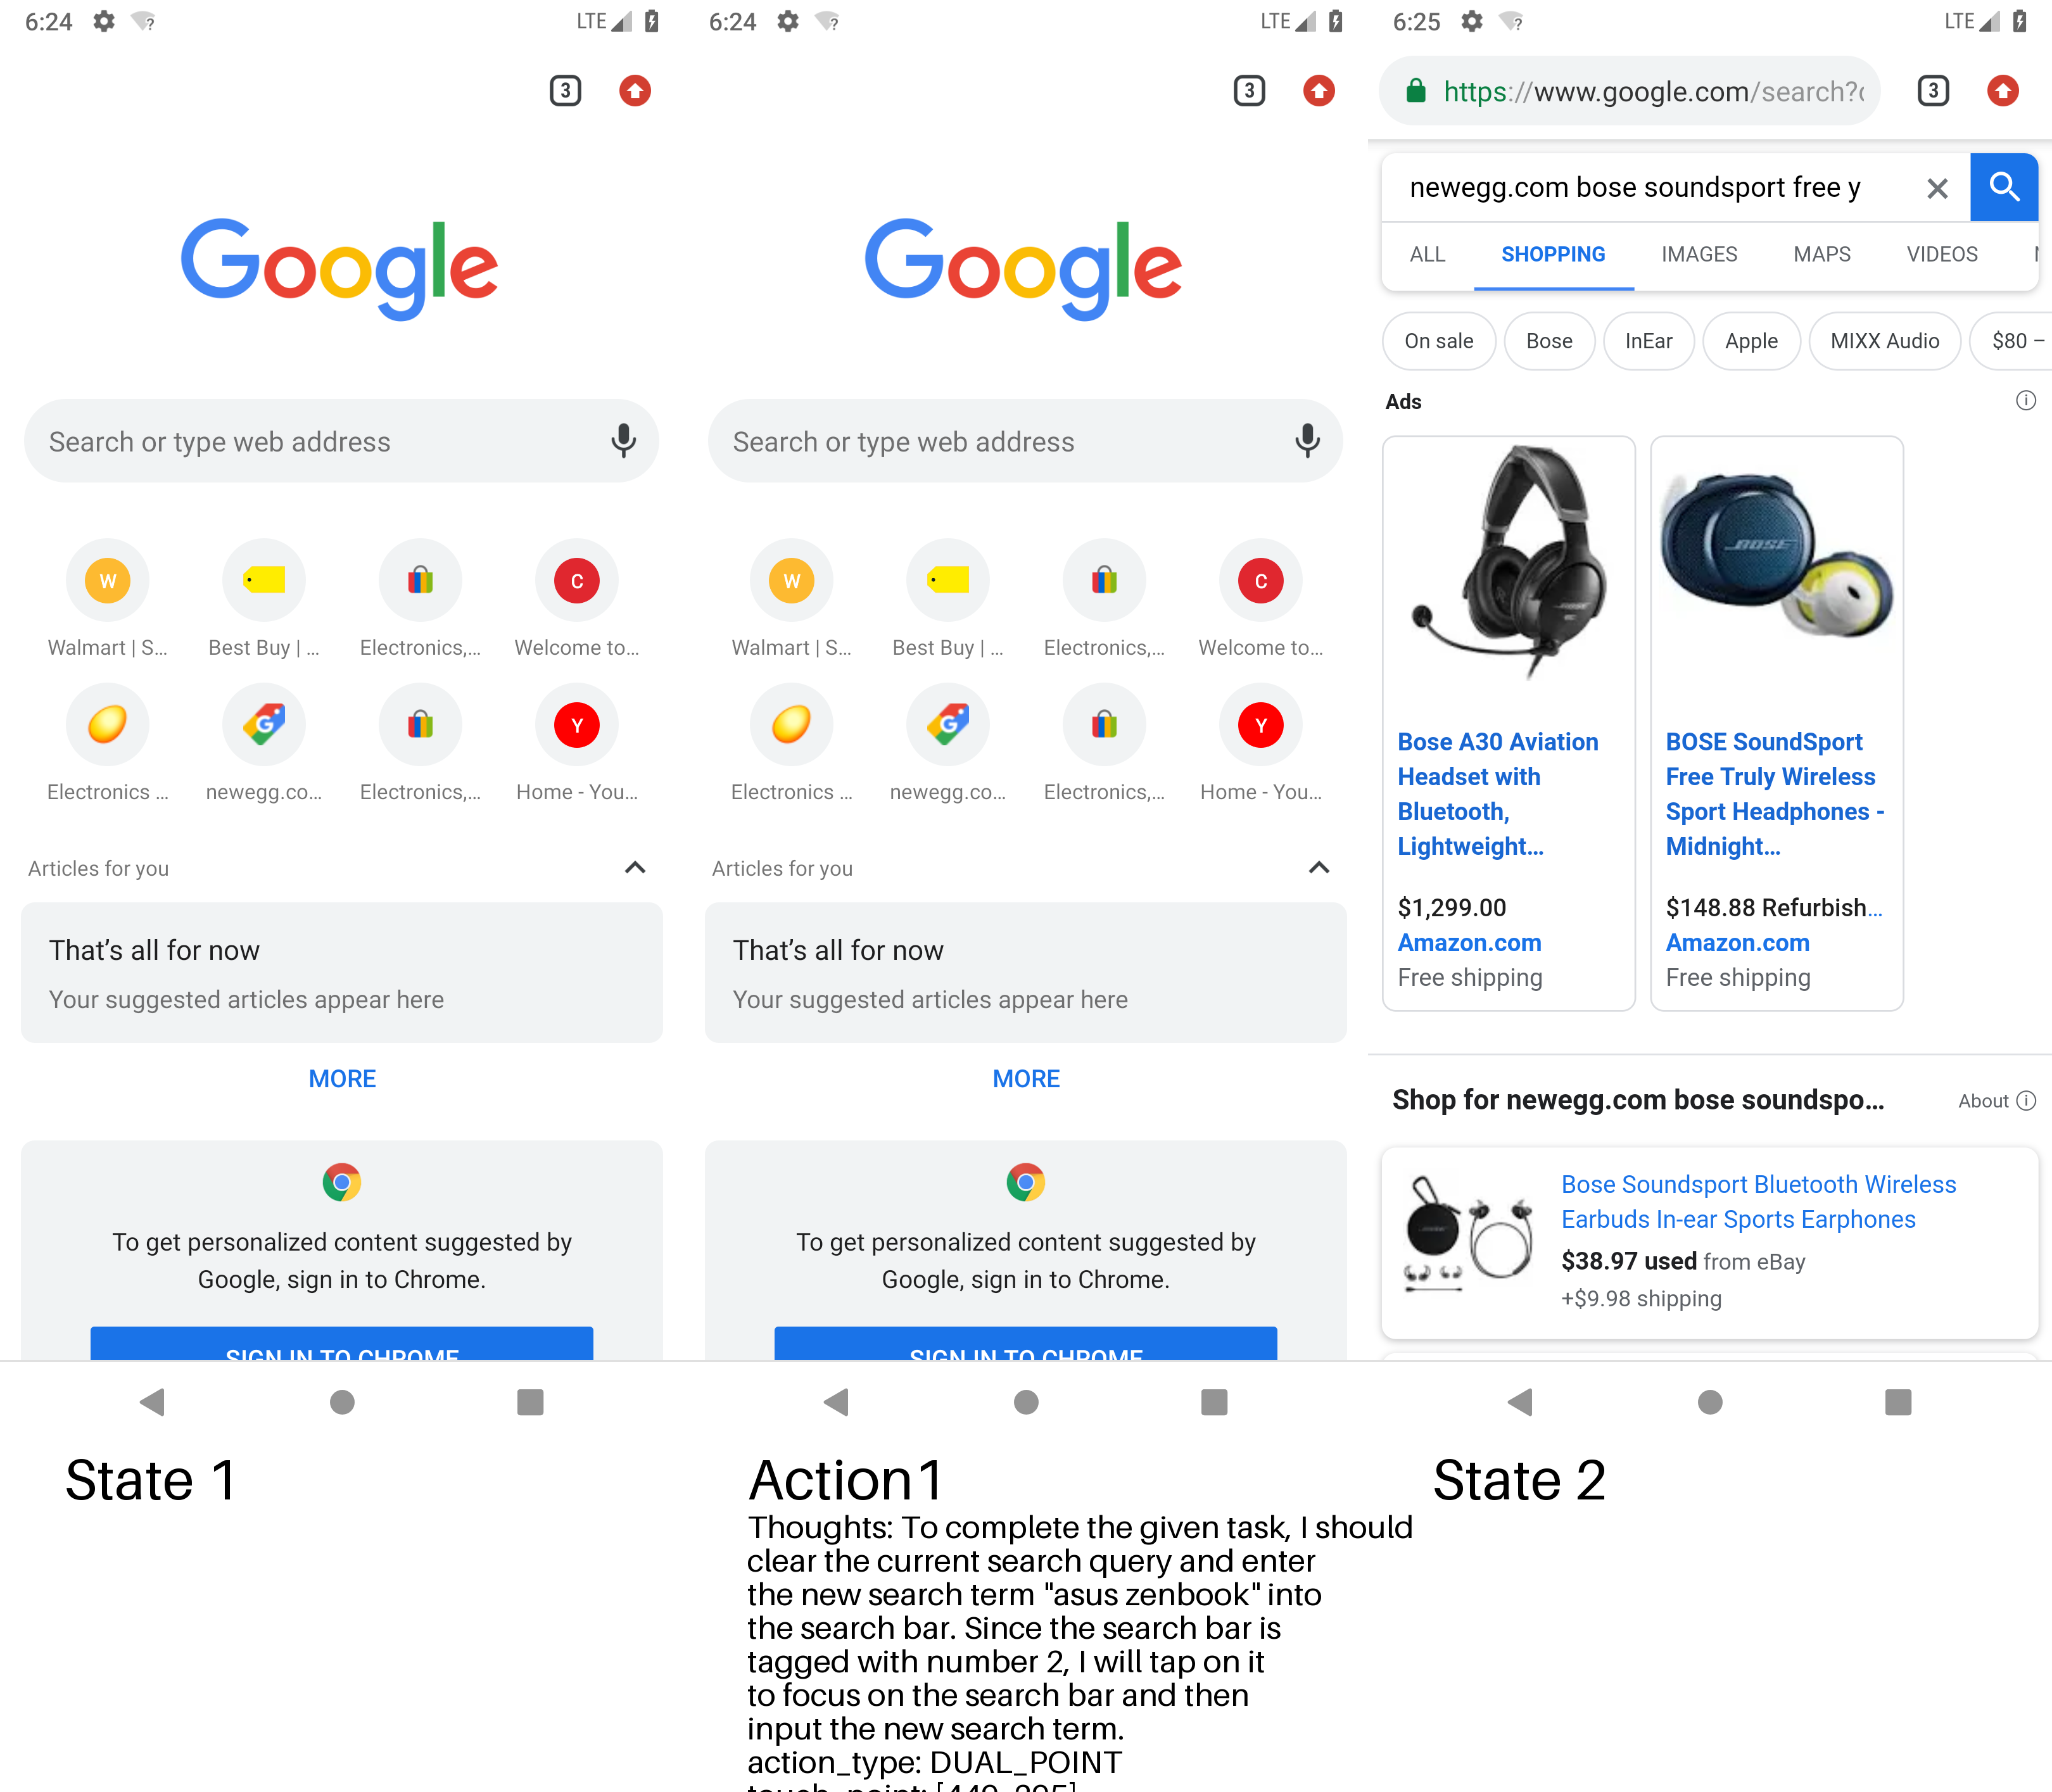 6:24
LTE
3
Google
Search or type web address
W
C
Walmart | S...
Best Buy | ...
Electronics,...
Welcome to...
G
Y
Electronics ...
newegg.co...
Electronics,...
Home - You...
Articles for you
That's all for now
Your suggested articles appear here
MORE
To get personalized content suggested by
Google, sign in to Chrome.
SIGN IN TO CHROME
State 1
6:24
LTE
3
Google
Search or type web address
W
C
Walmart | S...
Best Buy | ...
Electronics,...
Welcome to...
G
Y
Electronics ...
newegg.co...
Electronics,...
Home - You...
Articles for you
That's all for now
Your suggested articles appear here
MORE
To get personalized content suggested by
Google, sign in to Chrome.
SIGN IN TO CHROME
Action1
Thoughts: To complete the given task, I should
clear the current search query and enter
the new search term "asus zenbook" into
the search bar. Since the search bar is
tagged with number 2, I will tap on it
to focus on the search bar and then
input the new search term.
action_type: DUAL_POINT
touch_point: [449, 295]
6:25
LTE
https://www.google.com/search?
3
newegg.com bose soundsport free y
ALL SHOPPING IMAGES MAPS VIDEOS
On sale
Bose
InEar
Apple
MIXX Audio
$80 –
Ads
BOSE
BOSE
Bose A30 Aviation
Headset with
Bluetooth,
Lightweight...
$1,299.00
Amazon.com
Free shipping
BOSE SoundSport
Free Truly Wireless
Sport Headphones -
Midnight...
$148.88 Refurbish...
Amazon.com
Free shipping
Shop for newegg.com bose soundspo...
About
Bose Soundsport Bluetooth Wireless
Earbuds In-ear Sports Earphones
$38.97 used from eBay
+$9.98 shipping
State 2